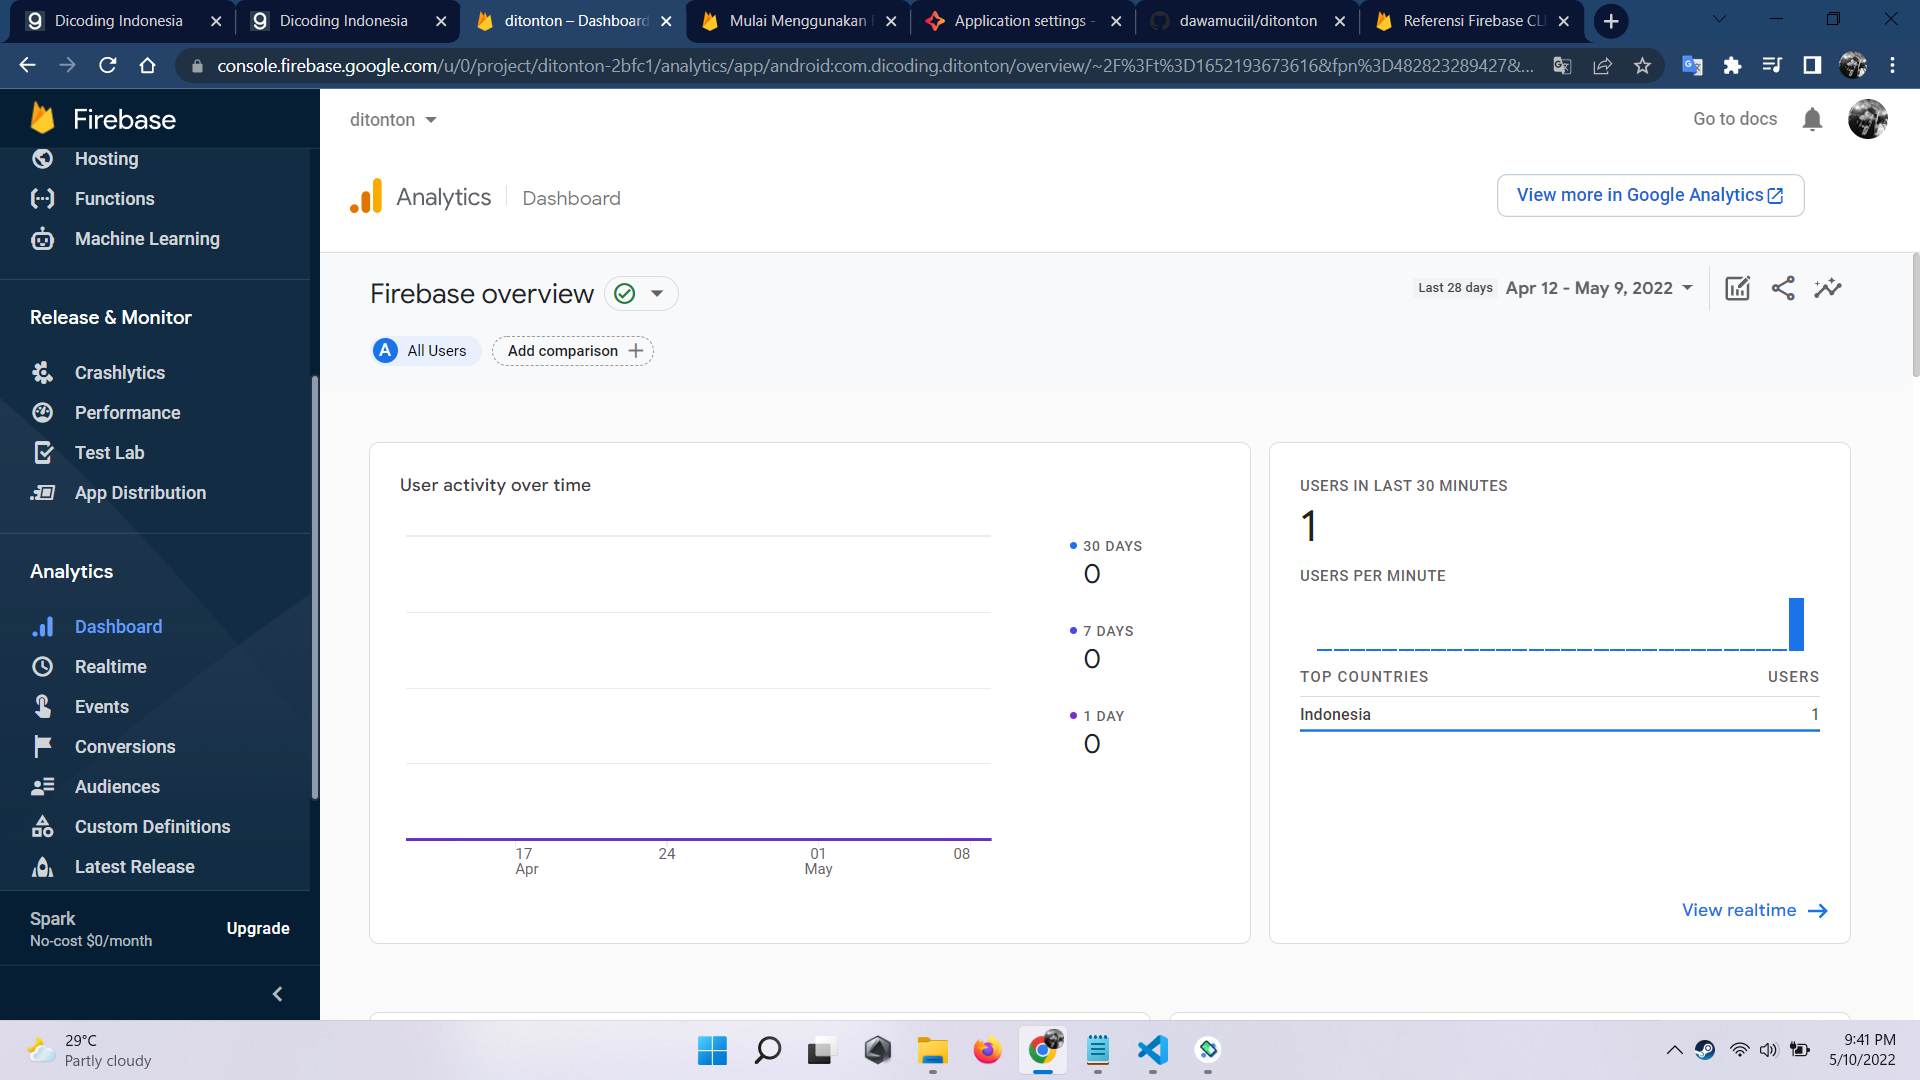 Dicoding Indonesia
Dicoding Indonesia
ditonton – Dashboard
Mulai Menggunakan
Application settings -
dawamuciil/ditonton
Referensi Firebase CLI
console.firebase.google.com/u/0/project/ditonton-2bfc1/analytics/app/android:com.dicoding.ditonton/overview/~2F%3Ft%3D1652193673616&fpn%3D482823289427&...
Firebase
Hosting
Functions
Machine Learning
Release & Monitor
Crashlytics
Performance
Test Lab
App Distribution
Analytics
Dashboard
Realtime
Events
Conversions
Audiences
Custom Definitions
Latest Release
Spark
No-cost $0/month
Upgrade
ditonton
Go to docs
Analytics
Dashboard
View more in Google Analytics
Firebase overview
Last 28 days Apr 12 - May 9, 2022
A All Users
Add comparison
User activity over time
30 DAYS
0
7 DAYS
0
1 DAY
0
17 24 01 08
Apr May
USERS IN LAST 30 MINUTES
1
USERS PER MINUTE
TOP COUNTRIES USERS
Indonesia 1
View realtime
29°C
Partly cloudy
9:41 PM
5/10/2022